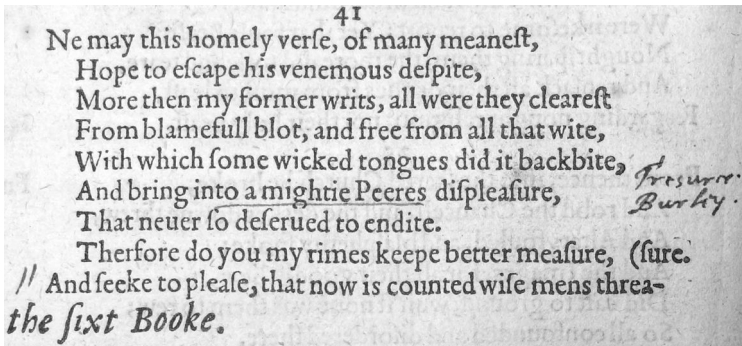 41
Ne may this homely verſe, of many meaneſt,
Hope to eſcape his venemous deſpite,
More then my former writs, all were they cleareſt
From blamefull blot, and free from all that wite,
With which ſome wicked tongues did it backbite,
And bring into a mightie Peeres diſpleaſure,
Treſurer.
Burley.
That neuer ſo deſerued to endite.
Therfore do you my rimes keepe better meaſure, (ſure.
// And ſeeke to pleaſe, that now is counted wiſe mens threa-
the ſixt Booke.